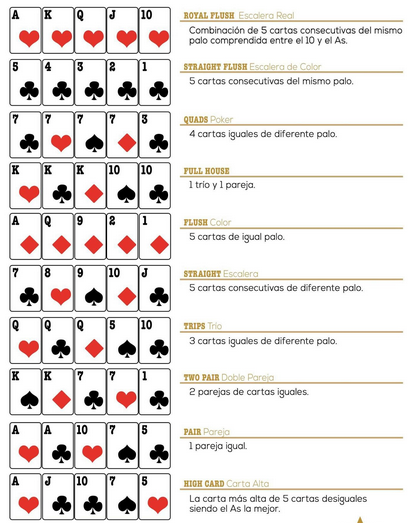 A K Q J 10
ROYAL FLUSH Escalera Real
Combinación de 5 cartas consecutivas del mismo
palo comprendida entre el 10 y el As.
5 4 3 2 1
STRAIGHT FLUSH Escalera de Color
5 cartas consecutivas del mismo palo.
7 7 7 7 3
QUADS Poker
4 cartas iguales de diferente palo.
K K K 10 10
FULL HOUSE
1 trío y 1 pareja.
A Q 9 2 1
FLUSH Color
5 cartas de igual palo.
7 8 9 10 J
STRAIGHT Escalera
5 cartas consecutivas de diferente palo.
Q Q Q 5 10
TRIPS Trío
3 cartas iguales de diferente palo.
K K 7 7 1
TWO PAIR Doble Pareja
2 parejas de cartas iguales.
A A 10 7 5
PAIR Pareja
1 pareja igual.
A J 10 7 5
HIGH CARD Carta Alta
La carta más alta de 5 cartas desiguales
siendo el As la mejor.